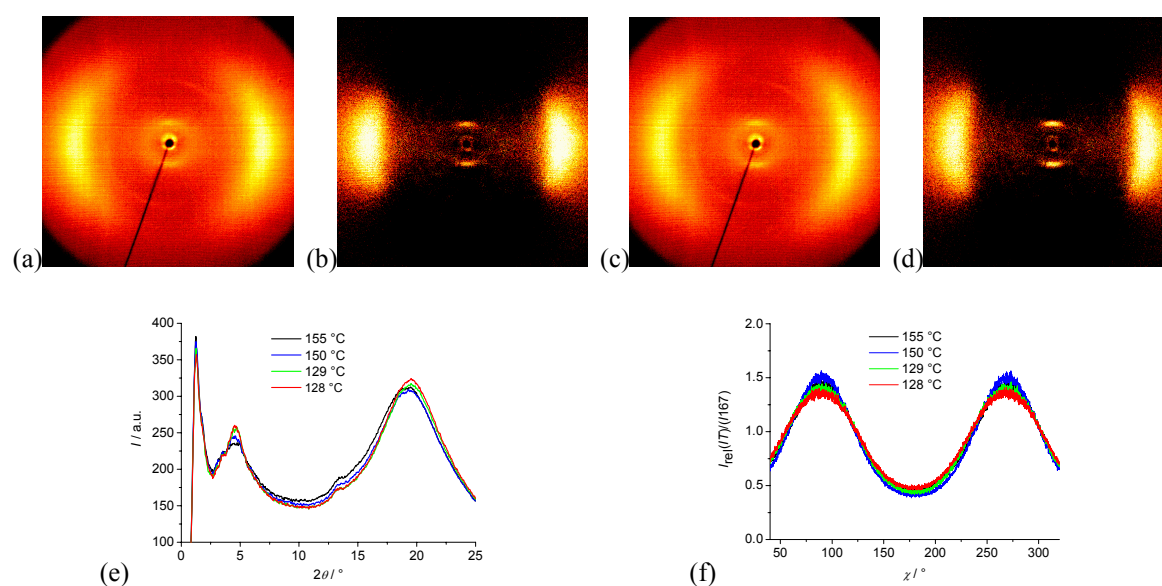 (a) (b) (c) (d)
400
350
300
250
200
150
100
I / a.u.
155 °C
150 °C
129 °C
128 °C
0 5 10 15 20 25
2θ / °
(e)
2.0
1.5
1.0
0.5
0.0
Irel(IT)/(I167)
155 °C
150 °C
129 °C
128 °C
50 100 150 200 250 300
χ / °
(f)